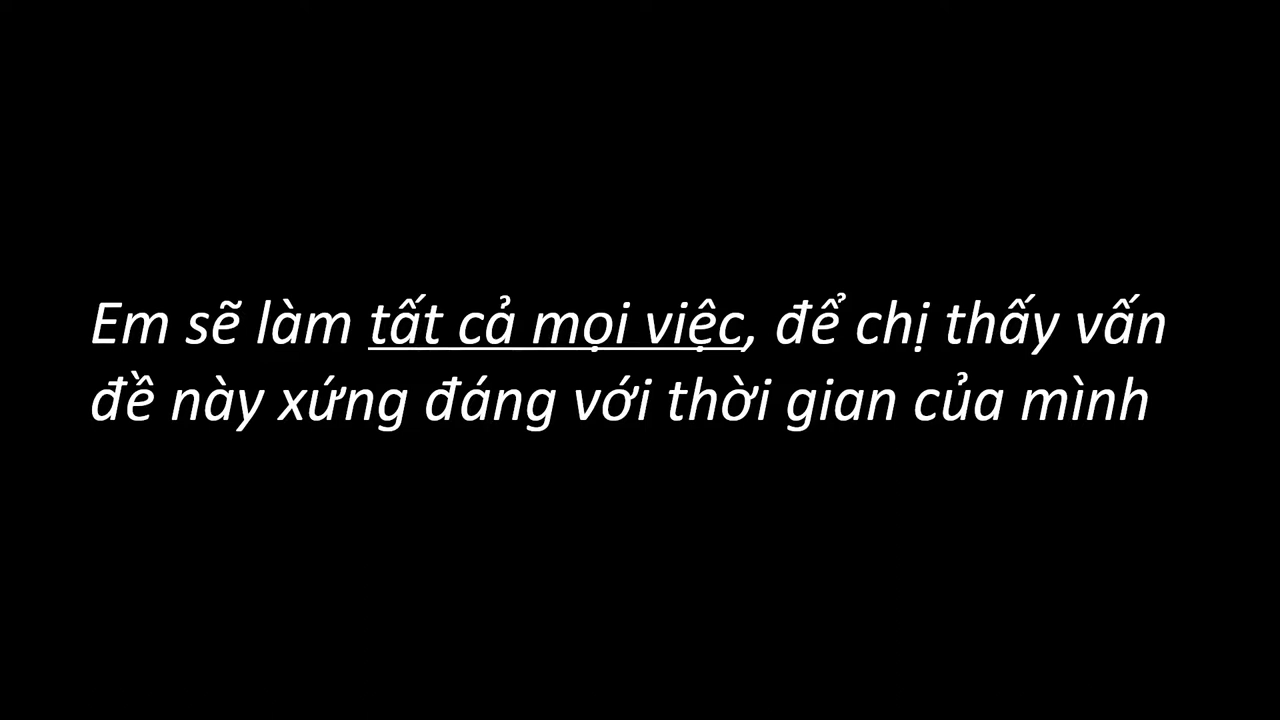 Em sẽ làm tất cả mọi việc, để chị thấy vấn
đề này xứng đáng với thời gian của mình